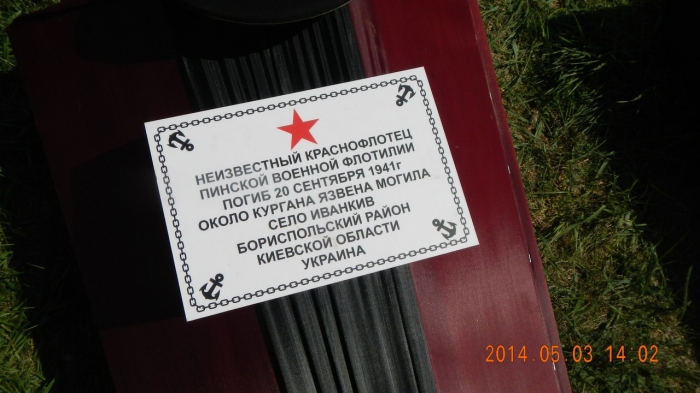 НЕИЗВЕСТНЫЙ КРАСНОФЛОТЕЦ
ПИНСКОЙ ВОЕННОЙ ФЛОТИЛИИ
ПОГИБ 20 СЕНТЯБРЯ 1941г
ОКОЛО КУРГАНА ЯЗВЕНА МОГИЛА
СЕЛО ИВАНКИВ
БОРИСПОЛЬСКИЙ РАЙОН
КИЕВСКОЙ ОБЛАСТИ
УКРАИНА
2014.05.03 14:02